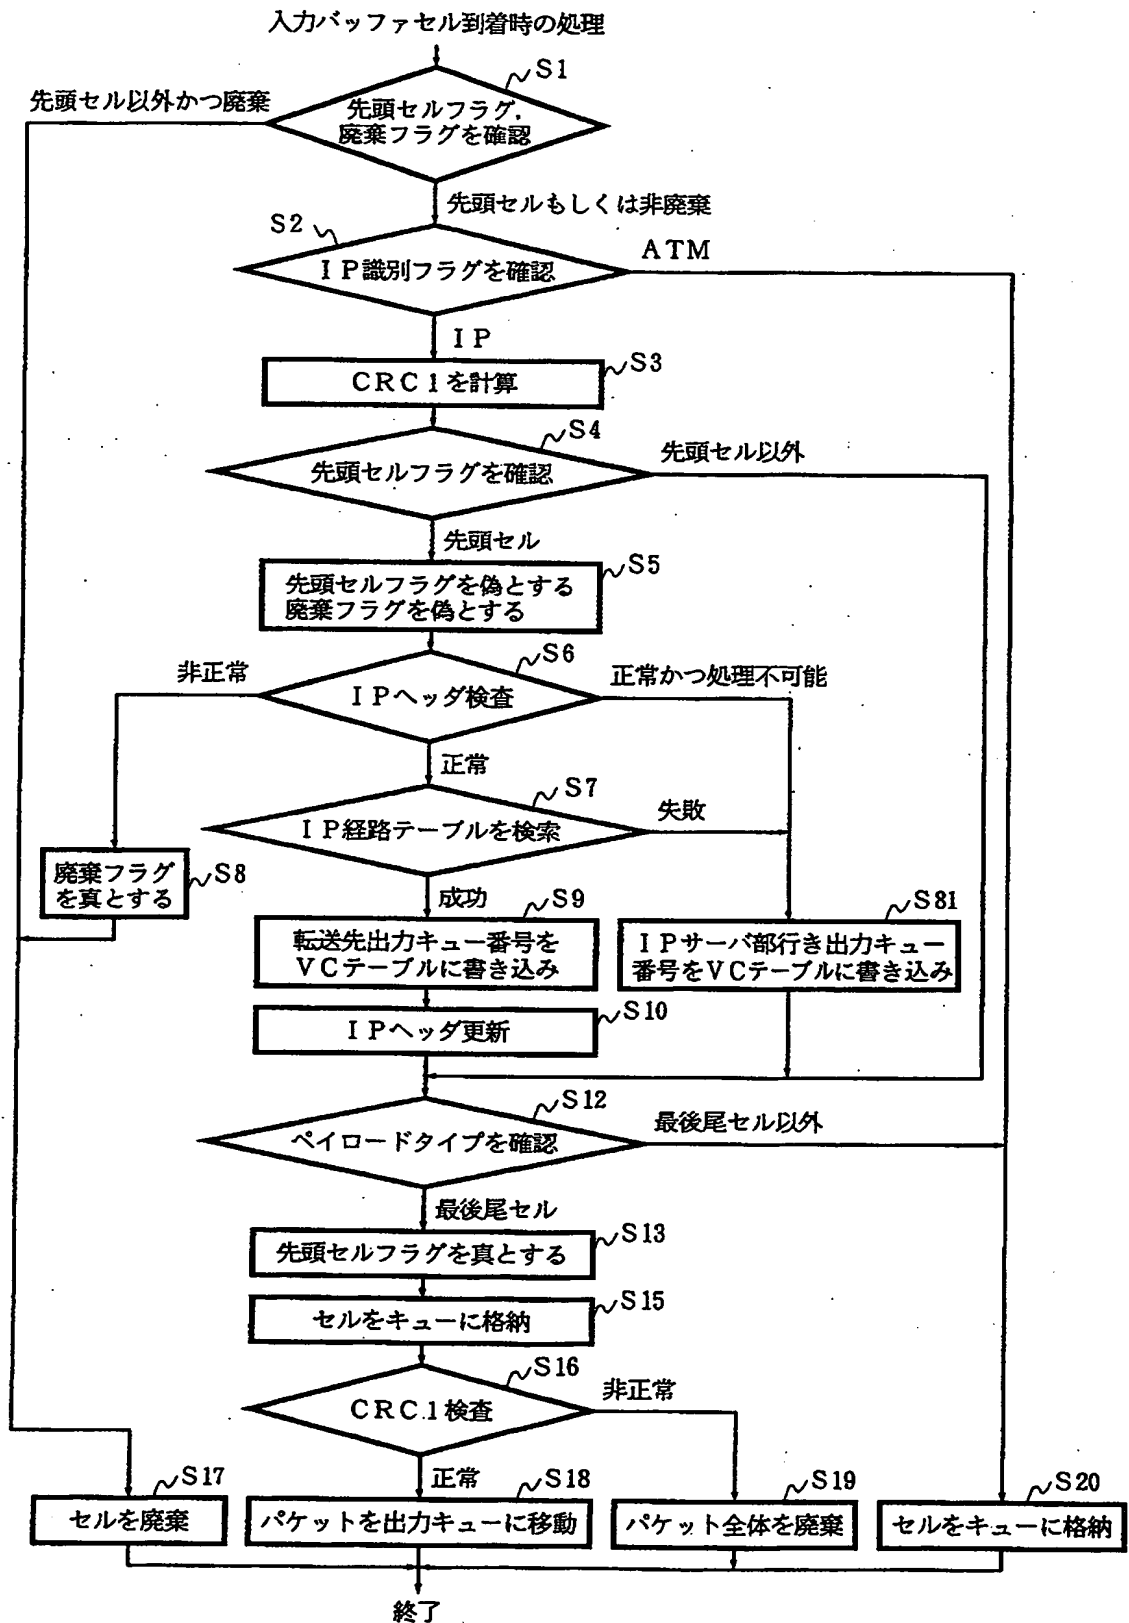 入力バッファセル到着時の処理
S1
先頭セル以外かつ廃棄
先頭セルフラグ,
廃棄フラグを確認
先頭セルもしくは非廃棄
S2
ATM
IP識別フラグを確認
IP
S3
CRC1を計算
S4
先頭セル以外
先頭セルフラグを確認
先頭セル
S5
先頭セルフラグを偽とする
廃棄フラグを偽とする
S6
非正常
正常かつ処理不可能
IPヘッダ検査
正常
S7
失敗
IP経路テーブルを検索
廃棄フラグ
を真とする
S8
成功
S9
S81
転送先出力キュー番号を
VCテーブルに書き込み
IPサーバ部行き出力キュー
番号をVCテーブルに書き込み
S10
IPヘッダ更新
S12
最後尾セル以外
ペイロードタイプを確認
最後尾セル
S13
先頭セルフラグを真とする
S15
セルをキューに格納
S16
非正常
CRC1検査
正常
S17
S18
S19
S20
セルを廃棄
パケットを出力キューに移動
パケット全体を廃棄
セルをキューに格納
終了